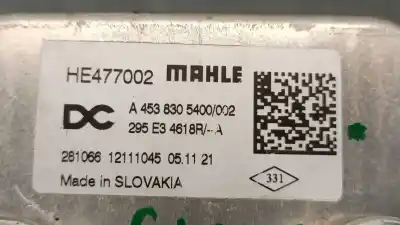 HE477002 MAHLE
DC A 453 830 5400/002
295 E3 4618R/--A
281066 12111045 05.11 21
Made in SLOVAKIA
331